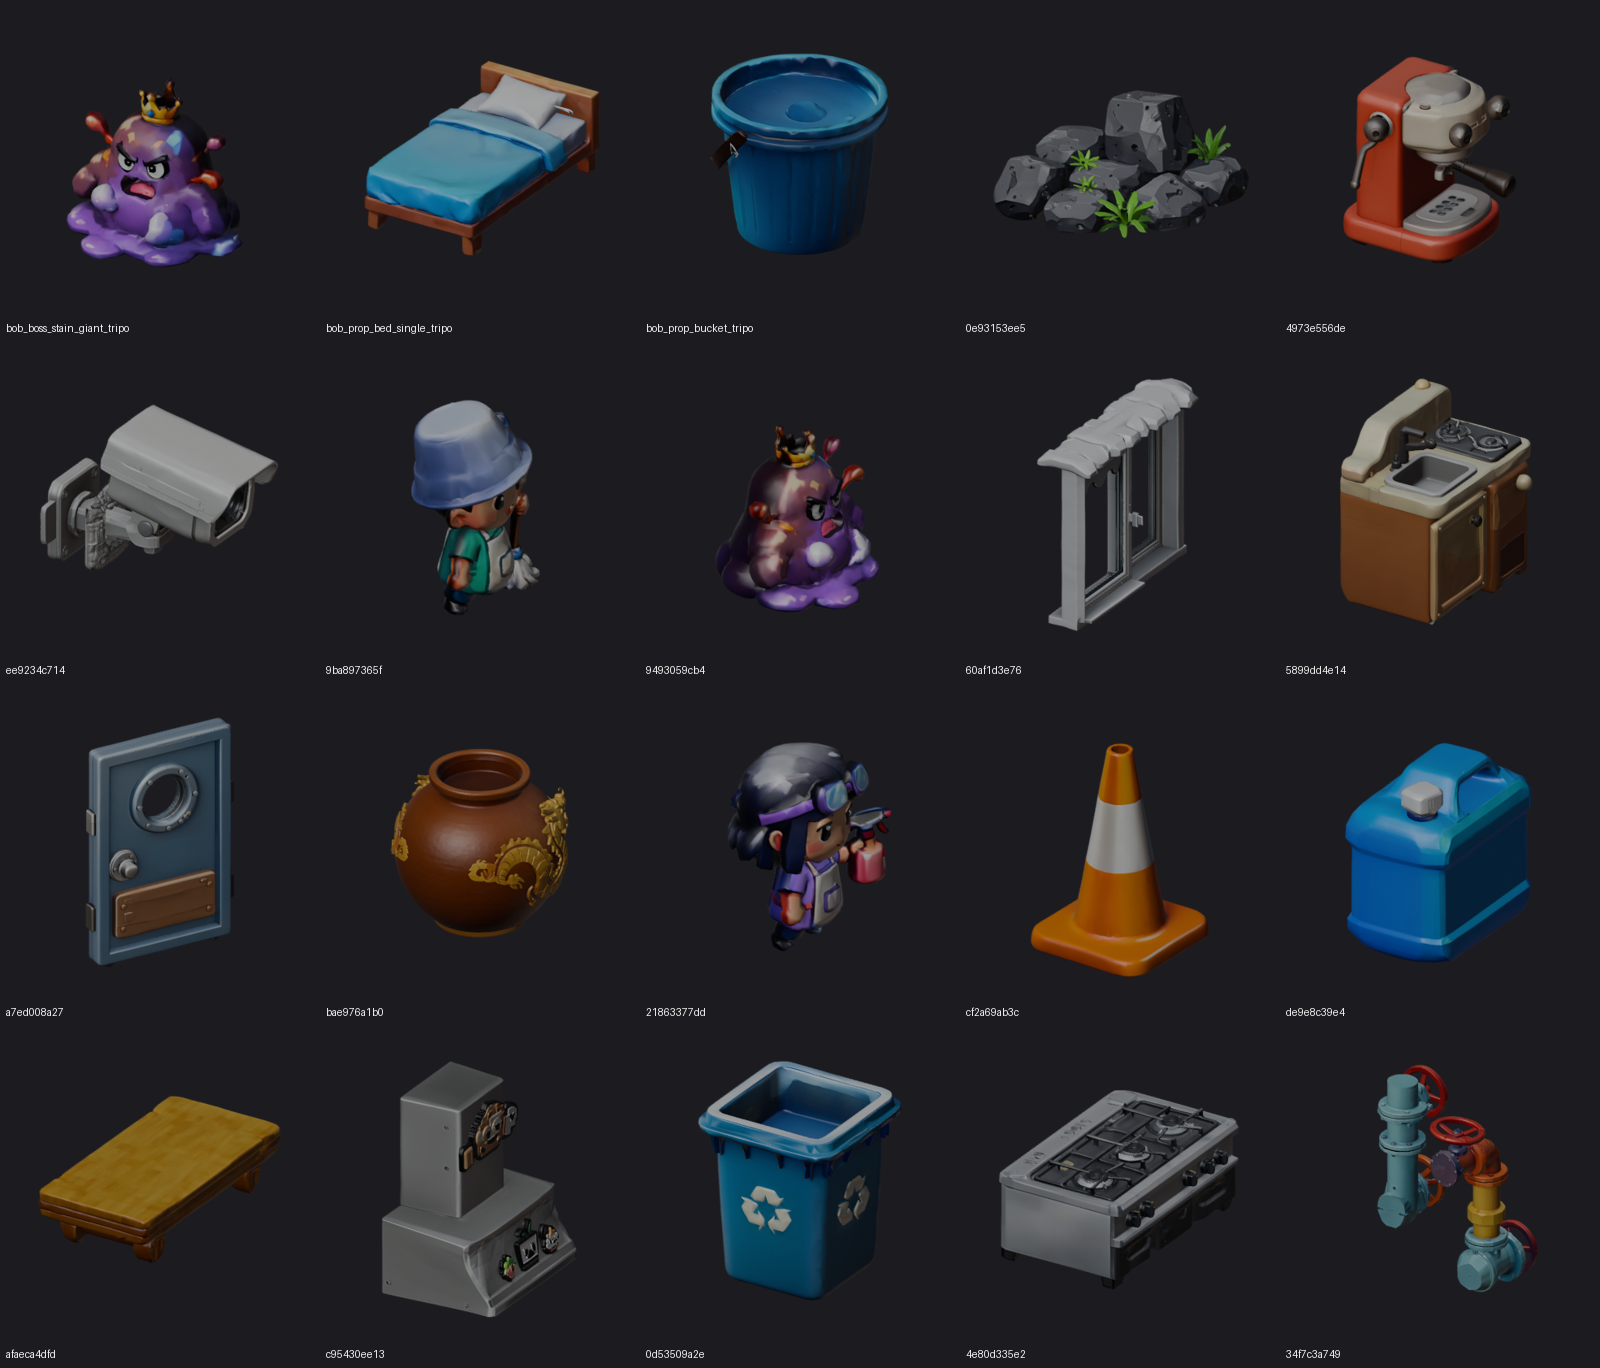 bob_boss_stain_giant_tripo
bob_prop_bed_single_tripo
bob_prop_bucket_tripo
0e93153ee5
4973e556de
ee9234c714
9ba897365f
9493059cb4
60af1d3e76
5899dd4e14
a7ed008a27
bae976a1b0
21863377dd
cf2a69ab3c
de9e8c39e4
afaeca4dfd
c95430ee13
0d53509a2e
4e80d335e2
34f7c3a749